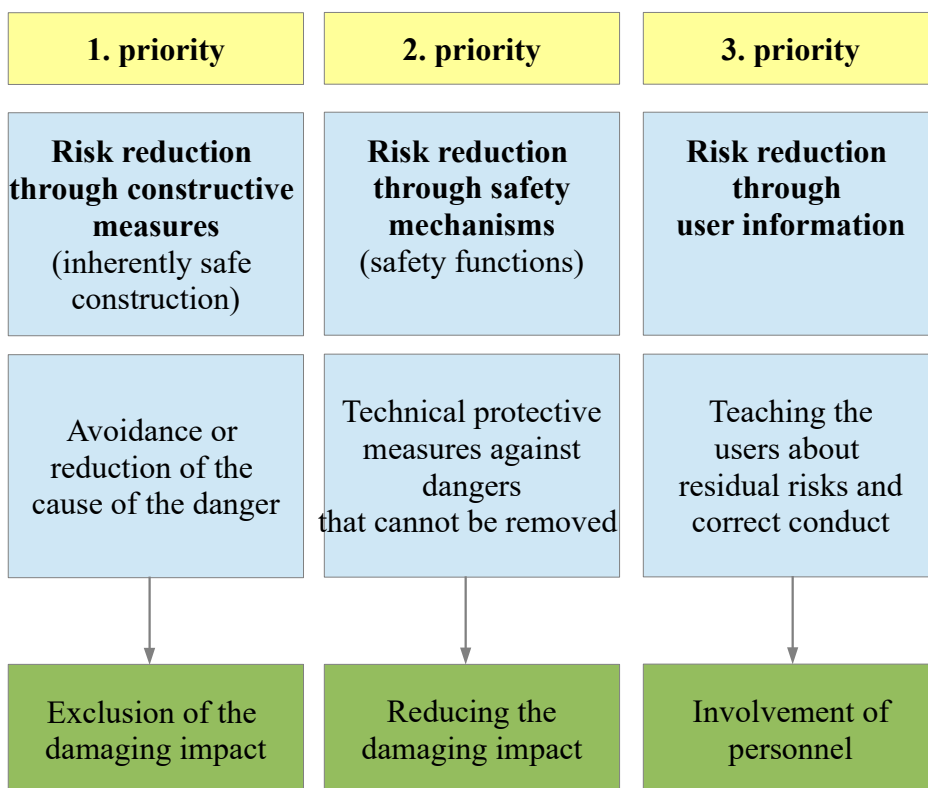 1. priority
Risk reduction
through constructive
measures
(inherently safe
construction)
Avoidance or
reduction of the
cause of the danger
Exclusion of the
damaging impact
2. priority
Risk reduction
through safety
mechanisms
(safety functions)
Technical protective
measures against
dangers
that cannot be removed
Reducing the
damaging impact
3. priority
Risk reduction
through
user information
Teaching the
users about
residual risks and
correct conduct
Involvement of
personnel